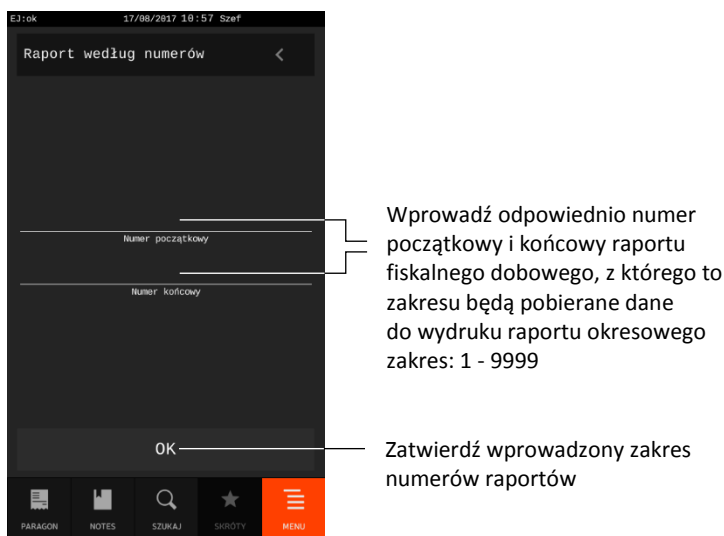 EJ:ok 17/08/2017 10:57 Szef
Raport według numerów
Numer początkowy
Numer końcowy
OK
PARAGON NOTES SZUKAJ SKRÓTY MENU
Wprowadź odpowiednio numer
początkowy i końcowy raportu
fiskalnego dobowego, z którego to
zakresu będą pobierane dane
do wydruku raportu okresowego
zakres: 1 - 9999
Zatwierdź wprowadzony zakres
numerów raportów